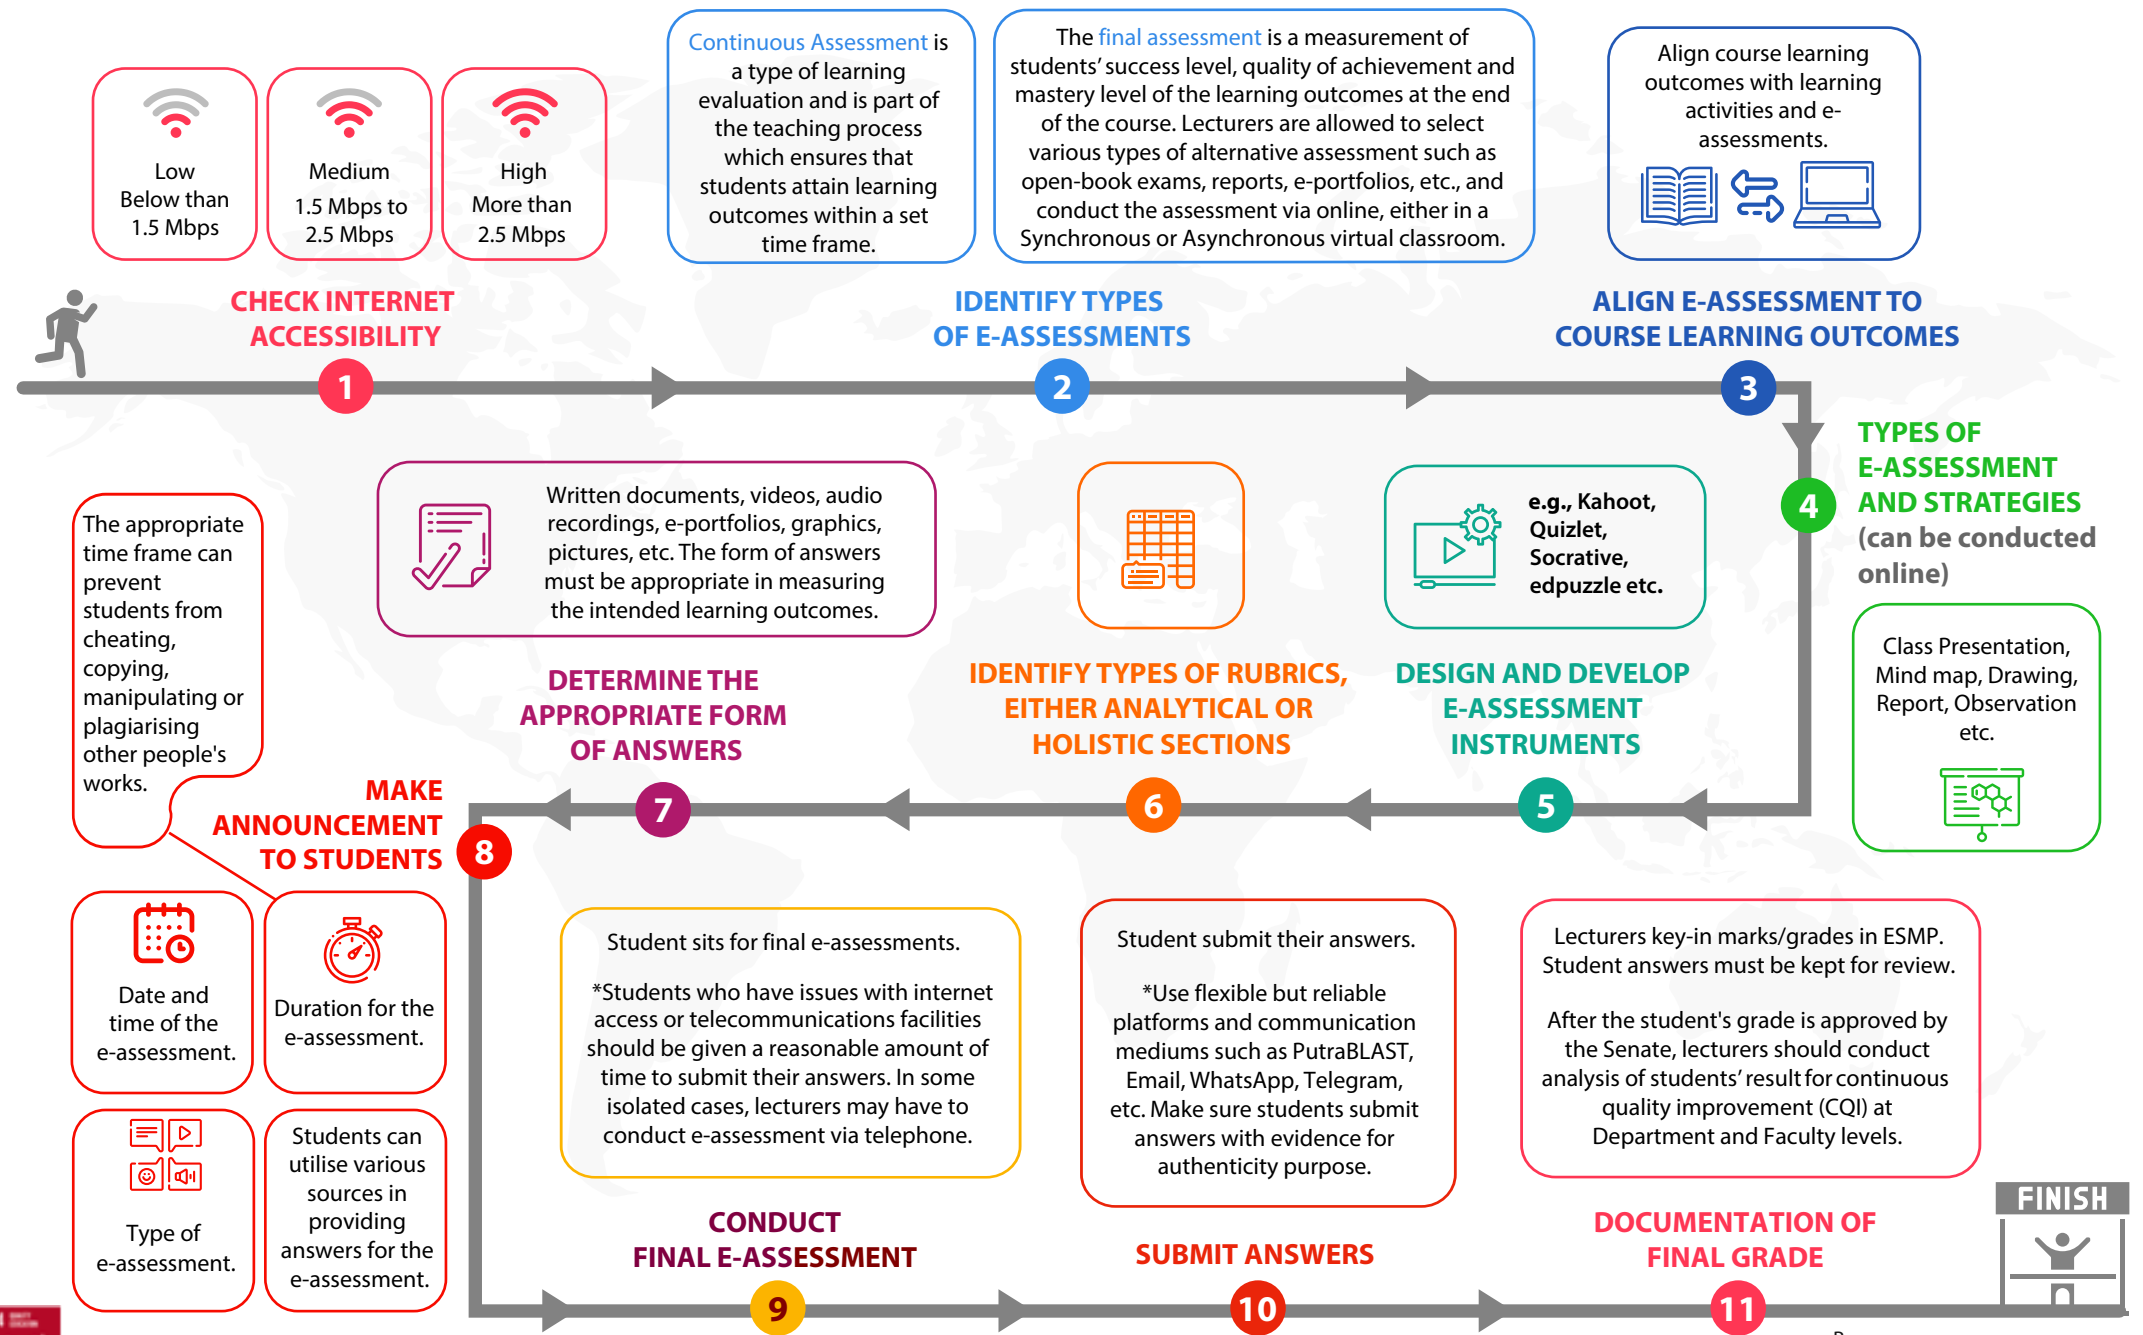 Low
Below than
1.5 Mbps
Medium
1.5 Mbps to
2.5 Mbps
High
More than
2.5 Mbps
CHECK INTERNET
ACCESSIBILITY
1
Continuous Assessment is
a type of learning
evaluation and is part of
the teaching process
which ensures that
students attain learning
outcomes within a set
time frame.
The final assessment is a measurement of
students’ success level, quality of achievement and
mastery level of the learning outcomes at the end
of the course. Lecturers are allowed to select
various types of alternative assessment such as
open-book exams, reports, e-portfolios, etc., and
conduct the assessment via online, either in a
Synchronous or Asynchronous virtual classroom.
IDENTIFY TYPES
OF E-ASSESSMENTS
2
Align course learning
outcomes with learning
activities and e-
assessments.
ALIGN E-ASSESSMENT TO
COURSE LEARNING OUTCOMES
3
4
TYPES OF
E-ASSESSMENT
AND STRATEGIES
(can be conducted
online)
Class Presentation,
Mind map, Drawing,
Report, Observation
etc.
e.g., Kahoot,
Quizlet,
Socrative,
edpuzzle etc.
DESIGN AND DEVELOP
E-ASSESSMENT
INSTRUMENTS
5
IDENTIFY TYPES OF RUBRICS,
EITHER ANALYTICAL OR
HOLISTIC SECTIONS
6
Written documents, videos, audio
recordings, e-portfolios, graphics,
pictures, etc. The form of answers
must be appropriate in measuring
the intended learning outcomes.
DETERMINE THE
APPROPRIATE FORM
OF ANSWERS
7
The appropriate
time frame can
prevent
students from
cheating,
copying,
manipulating or
plagiarising
other people's
works.
MAKE
ANNOUNCEMENT
TO STUDENTS
8
Date and
time of the
e-assessment.
Duration for the
e-assessment.
Type of
e-assessment.
Students can
utilise various
sources in
providing
answers for the
e-assessment.
Student sits for final e-assessments.
*Students who have issues with internet
access or telecommunications facilities
should be given a reasonable amount of
time to submit their answers. In some
isolated cases, lecturers may have to
conduct e-assessment via telephone.
CONDUCT
FINAL E-ASSESSMENT
9
Student submit their answers.
*Use flexible but reliable
platforms and communication
mediums such as PutraBLAST,
Email, WhatsApp, Telegram,
etc. Make sure students submit
answers with evidence for
authenticity purpose.
SUBMIT ANSWERS
10
Lecturers key-in marks/grades in ESMP.
Student answers must be kept for review.
After the student's grade is approved by
the Senate, lecturers should conduct
analysis of students’ result for continuous
quality improvement (CQI) at
Department and Faculty levels.
DOCUMENTATION OF
FINAL GRADE
11
FINISH